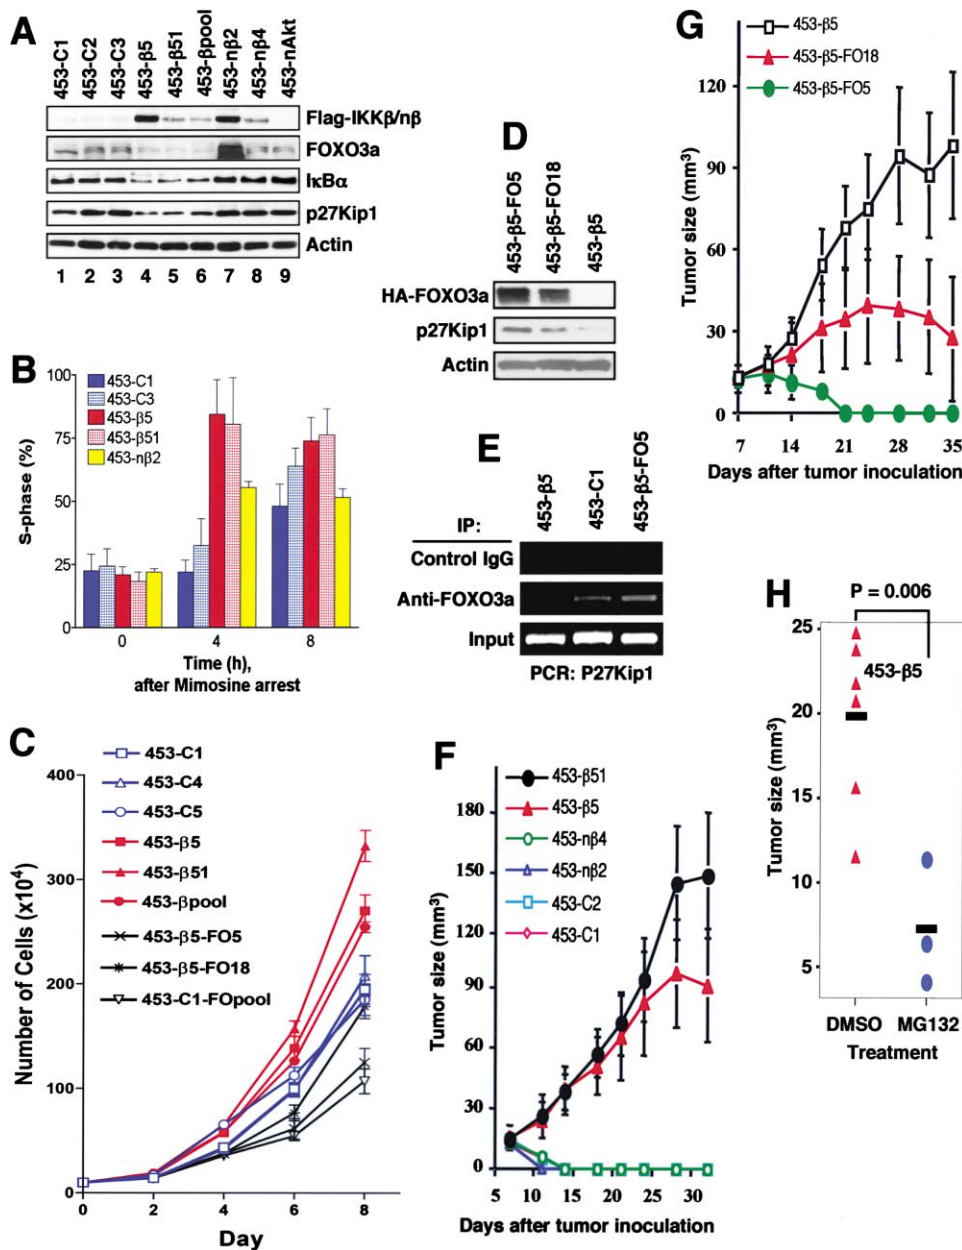 A
453-C1
453-C2
453-C3
453-β5
453-β51
453-βpool
453-nβ2
453-nβ4
453-nAkt
Flag-IKKβ/nβ
FOXO3a
IκBα
p27Kip1
Actin
1 2 3 4 5 6 7 8 9
B
S-phase (%)
100
75
50
25
0
453-C1
453-C3
453-β5
453-β51
453-nβ2
0 4 8
Time (h),
after Mimosine arrest
C
Number of Cells (x10⁴)
400
300
200
100
0
453-C1
453-C4
453-C5
453-β5
453-β51
453-βpool
453-β5-FO5
453-β5-FO18
453-C1-FOpool
0 2 4 6 8
Day
D
453-β5-FO5
453-β5-FO18
453-β5
HA-FOXO3a
p27Kip1
Actin
E
453-β5
453-C1
453-β5-FO5
IP:
Control IgG
Anti-FOXO3a
Input
PCR: P27Kip1
F
Tumor size (mm³)
180
150
120
90
60
30
0
453-β51
453-β5
453-nβ4
453-nβ2
453-C2
453-C1
5 10 15 20 25 30
Days after tumor inoculation
G
Tumor size (mm³)
120
90
60
30
0
453-β5
453-β5-FO18
453-β5-FO5
7 14 21 28 35
Days after tumor inoculation
H
P = 0.006
Tumor size (mm³)
25
20
15
10
5
453-β5
DMSO MG132
Treatment